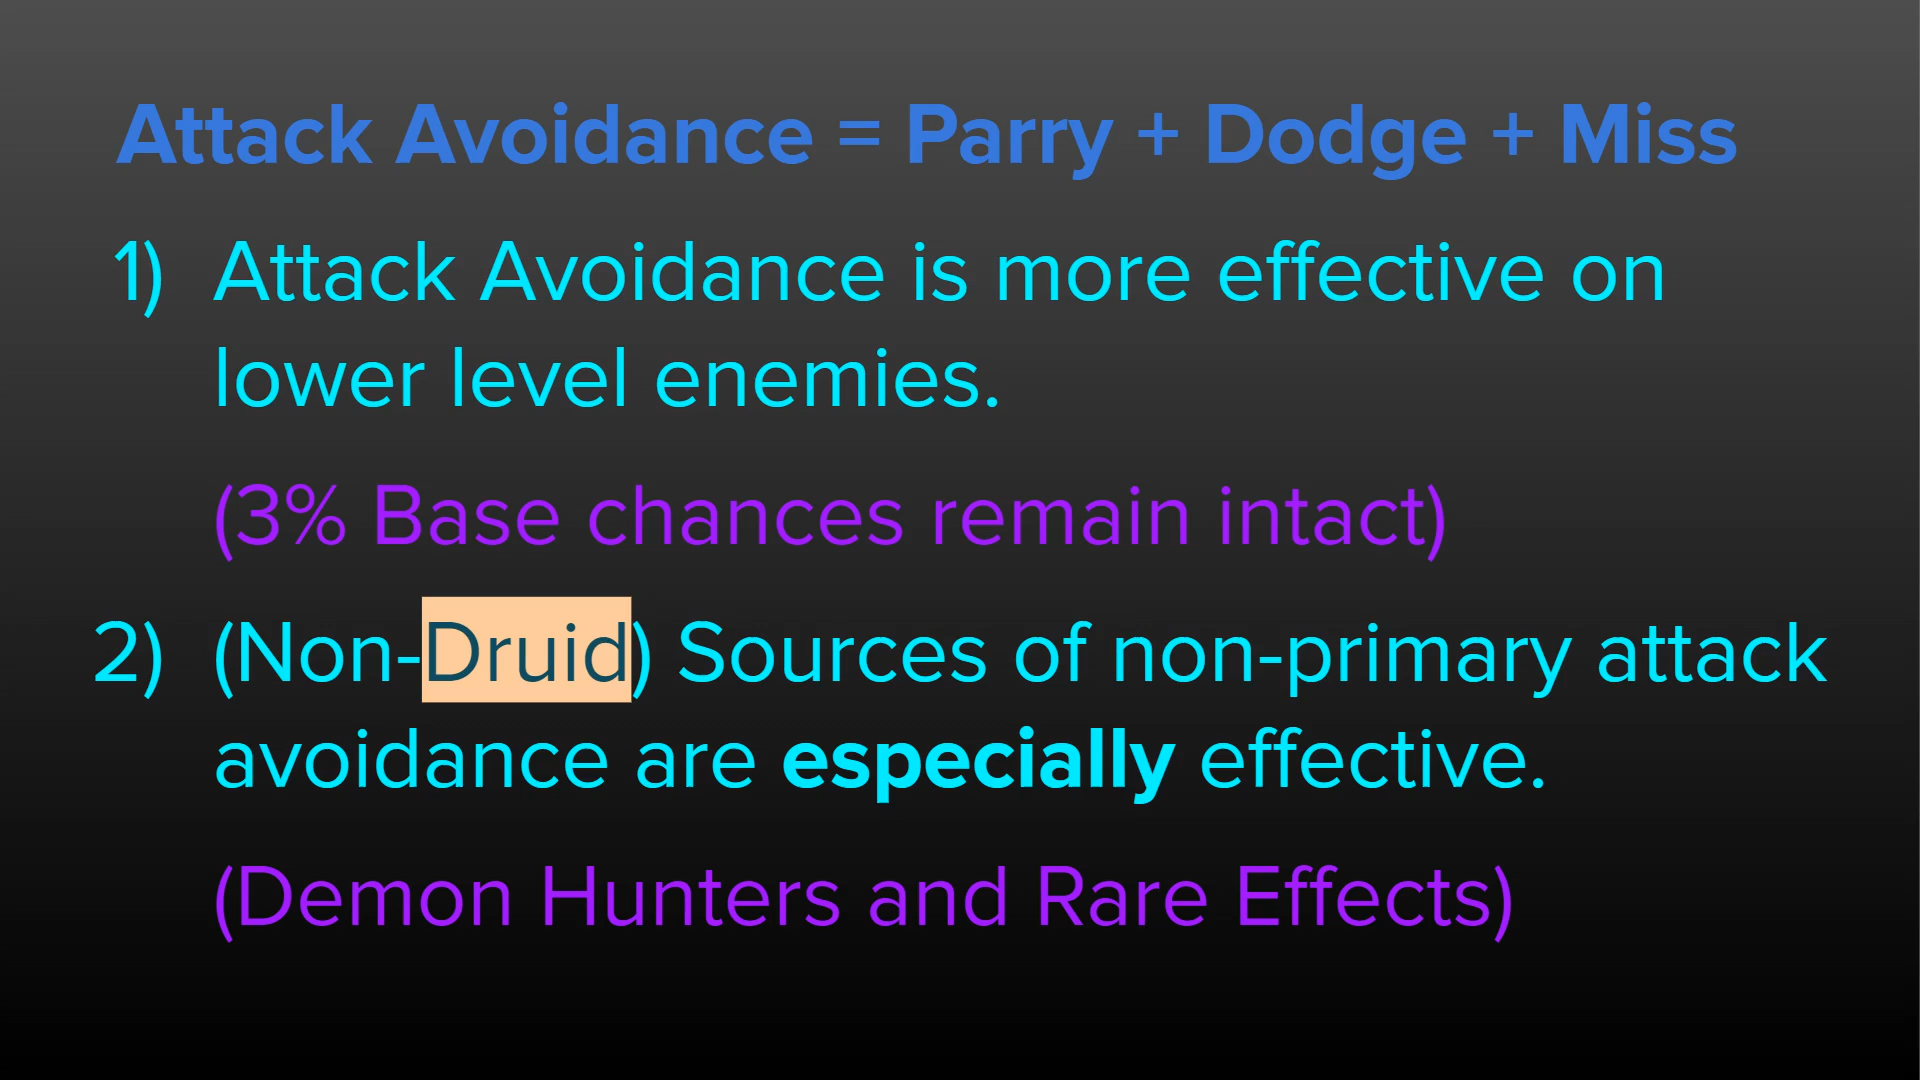 Attack Avoidance = Parry + Dodge + Miss
1) Attack Avoidance is more effective on
lower level enemies.
(3% Base chances remain intact)
2) (Non-Druid) Sources of non-primary attack
avoidance are especially effective.
(Demon Hunters and Rare Effects)